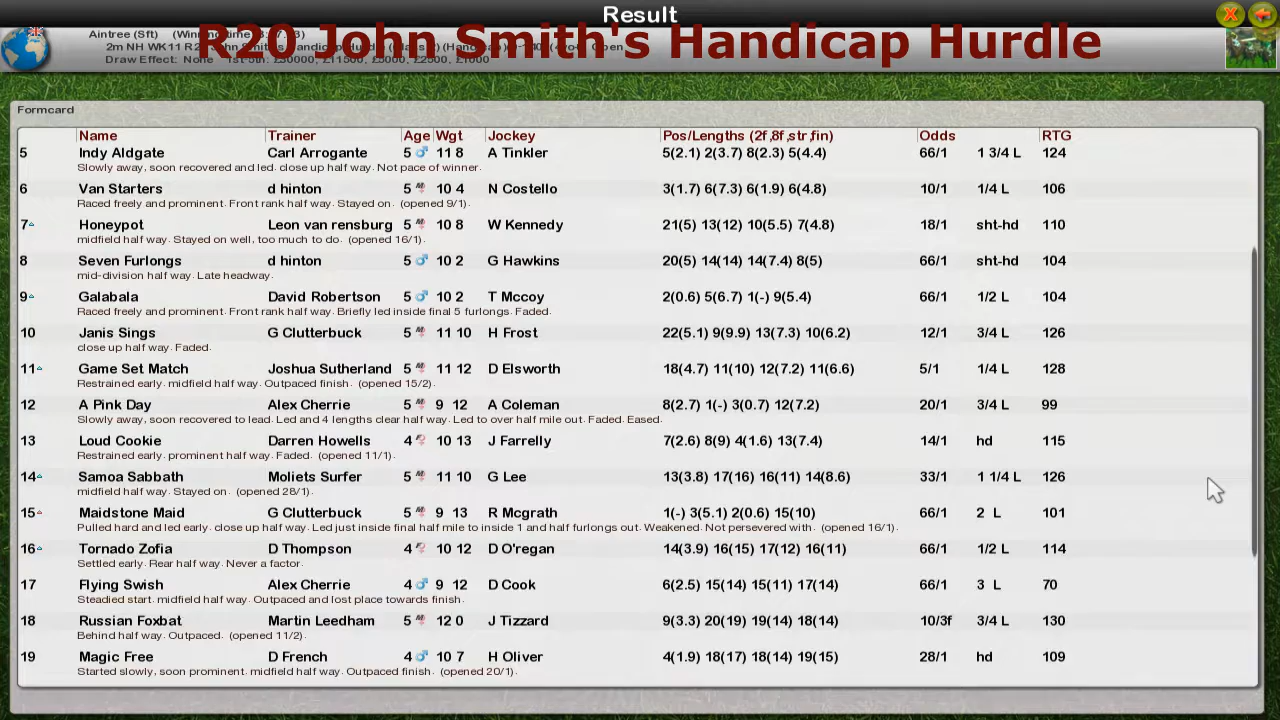 Result
R20 John Smith's Handicap Hurdle
Aintree (Sft)
Draw Effect: None
Formcard
Name Trainer Age Wgt Jockey Pos/Lengths (2f,8f,str,fin) Odds RTG
5 Indy Aldgate Carl Arrogante 5 11 8 A Tinkler 5(2.1) 2(3.7) 8(2.3) 5(4.4) 66/1 1 3/4 L 124
Slowly away, soon recovered and led. close up half way. Not pace of winner.
6 Van Starters d hinton 5 10 4 N Costello 3(1.7) 6(7.3) 6(1.9) 6(4.8) 10/1 1/4 L 106
Raced freely and prominent. Front rank half way. Stayed on. (opened 9/1).
7 Honeypot Leon van rensburg 5 10 8 W Kennedy 21(5) 13(12) 10(5.5) 7(4.8) 18/1 sht-hd 110
midfield half way. Stayed on well, too much to do. (opened 16/1).
8 Seven Furlongs d hinton 5 10 2 G Hawkins 20(5) 14(14) 14(7.4) 8(5) 66/1 sht-hd 104
mid-division half way. Late headway.
9 Galabala David Robertson 5 10 2 T Mccoy 2(0.6) 5(6.7) 1(-) 9(5.4) 66/1 1/2 L 104
Raced freely and prominent. Front rank half way. Briefly led inside final 5 furlongs. Faded.
10 Janis Sings G Clutterbuck 5 11 10 H Frost 22(5.1) 9(9.9) 13(7.3) 10(6.2) 12/1 3/4 L 126
close up half way. Faded.
11 Game Set Match Joshua Sutherland 5 11 12 D Elsworth 18(4.7) 11(10) 12(7.2) 11(6.6) 5/1 1/4 L 128
Restrained early. midfield half way. Outpaced finish. (opened 15/2).
12 A Pink Day Alex Cherrie 5 9 12 A Coleman 8(2.7) 1(-) 3(0.7) 12(7.2) 20/1 3/4 L 99
Slowly away, soon recovered to lead. Led and 4 lengths clear half way. Led to over half mile out. Faded. Eased.
13 Loud Cookie Darren Howells 4 10 13 J Farrelly 7(2.6) 8(9) 4(1.6) 13(7.4) 14/1 hd 115
Restrained early. prominent half way. Faded. (opened 11/1).
14 Samoa Sabbath Moliets Surfer 5 11 10 G Lee 13(3.8) 17(16) 16(11) 14(8.6) 33/1 1 1/4 L 126
midfield half way. Stayed on. (opened 28/1).
15 Maidstone Maid G Clutterbuck 5 9 13 R Mcgrath 1(-) 3(5.1) 2(0.6) 15(10) 66/1 2 L 101
Pulled hard and led early. close up half way. Led just inside final half mile to inside 1 and half furlongs out. Weakened. Not persevered with. (opened 16/1).
16 Tornado Zofia D Thompson 4 10 12 D O'regan 14(3.9) 16(15) 17(12) 16(11) 66/1 1/2 L 114
Settled early. Rear half way. Never a factor.
17 Flying Swish Alex Cherrie 4 9 12 D Cook 6(2.5) 15(14) 15(11) 17(14) 66/1 3 L 70
Steadied start. midfield half way. Outpaced and lost place towards finish.
18 Russian Foxbat Martin Leedham 5 12 0 J Tizzard 9(3.3) 20(19) 19(14) 18(14) 10/3f 3/4 L 130
Behind half way. Outpaced. (opened 11/2).
19 Magic Free D French 4 10 7 H Oliver 4(1.9) 18(17) 18(14) 19(15) 28/1 hd 109
Started slowly, soon prominent. midfield half way. Outpaced finish. (opened 20/1).